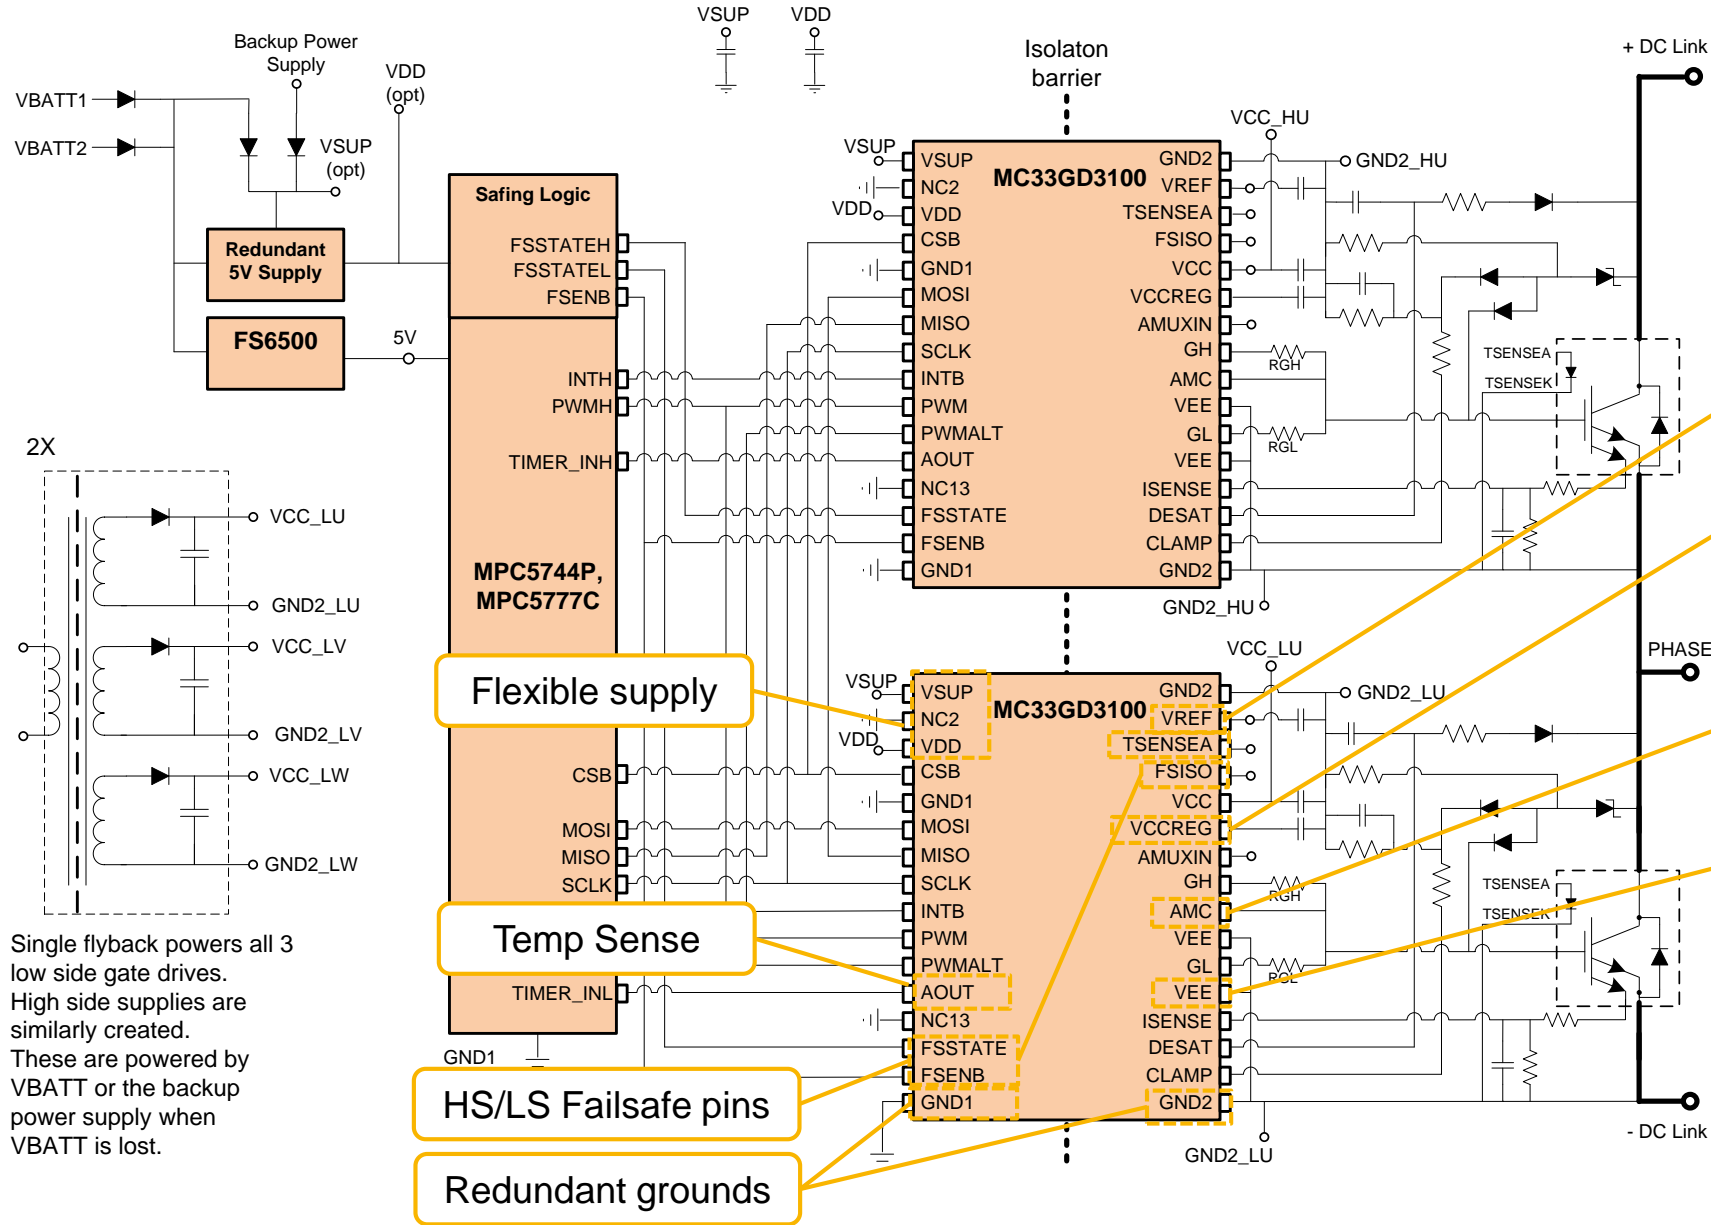 VSUP
VDD
Backup Power
Supply
VDD
(opt)
Isolaton
barrier
+ DC Link
VBATT1
VBATT2
VSUP
(opt)
VCC_HU
GND2_HU
Safing Logic
FSSTATEH
FSSTATEL
FSENB
Redundant
5V Supply
FS6500
5V
INTH
PWMH
TIMER_INH
MPC5744P,
MPC5777C
CSB
MOSI
MISO
SCLK
TIMER_INL
GND1
VSUP
VDD
MC33GD3100
VSUP
NC2
VDD
CSB
GND1
MOSI
MISO
SCLK
INTB
PWM
PWMALT
AOUT
NC13
FSSTATE
FSENB
GND1
GND2
VREF
TSENSEA
FSISO
VCC
VCCREG
AMUXIN
GH
AMC
VEE
GL
VEE
ISENSE
DESAT
CLAMP
GND2
RGH
RGL
TSENSEA
TSENSEK
GND2_HU
PHASE
2X
VCC_LU
GND2_LU
VCC_LV
GND2_LV
VCC_LW
GND2_LW
Single flyback powers all 3
low side gate drives.
High side supplies are
similarly created.
These are powered by
VBATT or the backup
power supply when
VBATT is lost.
Flexible supply
Temp Sense
HS/LS Failsafe pins
Redundant grounds
VCC_LU
GND2_LU
VSUP
VDD
MC33GD3100
VSUP
NC2
VDD
CSB
GND1
MOSI
MISO
SCLK
INTB
PWM
PWMALT
AOUT
NC13
FSSTATE
FSENB
GND1
GND2
VREF
TSENSEA
FSISO
VCC
VCCREG
AMUXIN
GH
AMC
VEE
GL
VEE
ISENSE
DESAT
CLAMP
GND2
RGH
RGL
TSENSEA
TSENSEK
GND2_LU
- DC Link